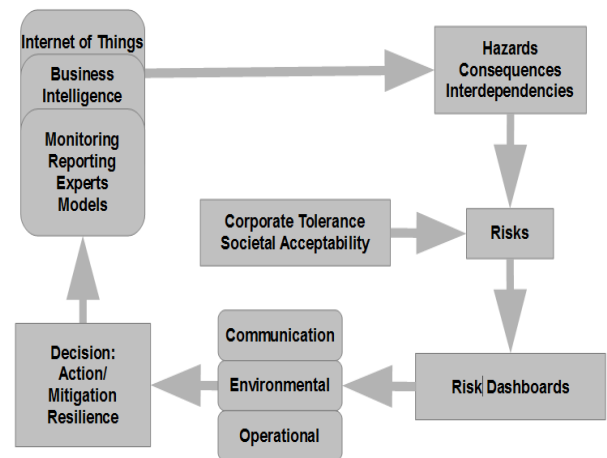 Internet of Things
Business
Intelligence
Monitoring
Reporting
Experts
Models
Hazards
Consequences
Interdependencies
Corporate Tolerance
Societal Acceptability
Risks
Risk Dashboards
Communication
Environmental
Operational
Decision:
Action/
Mitigation
Resilience